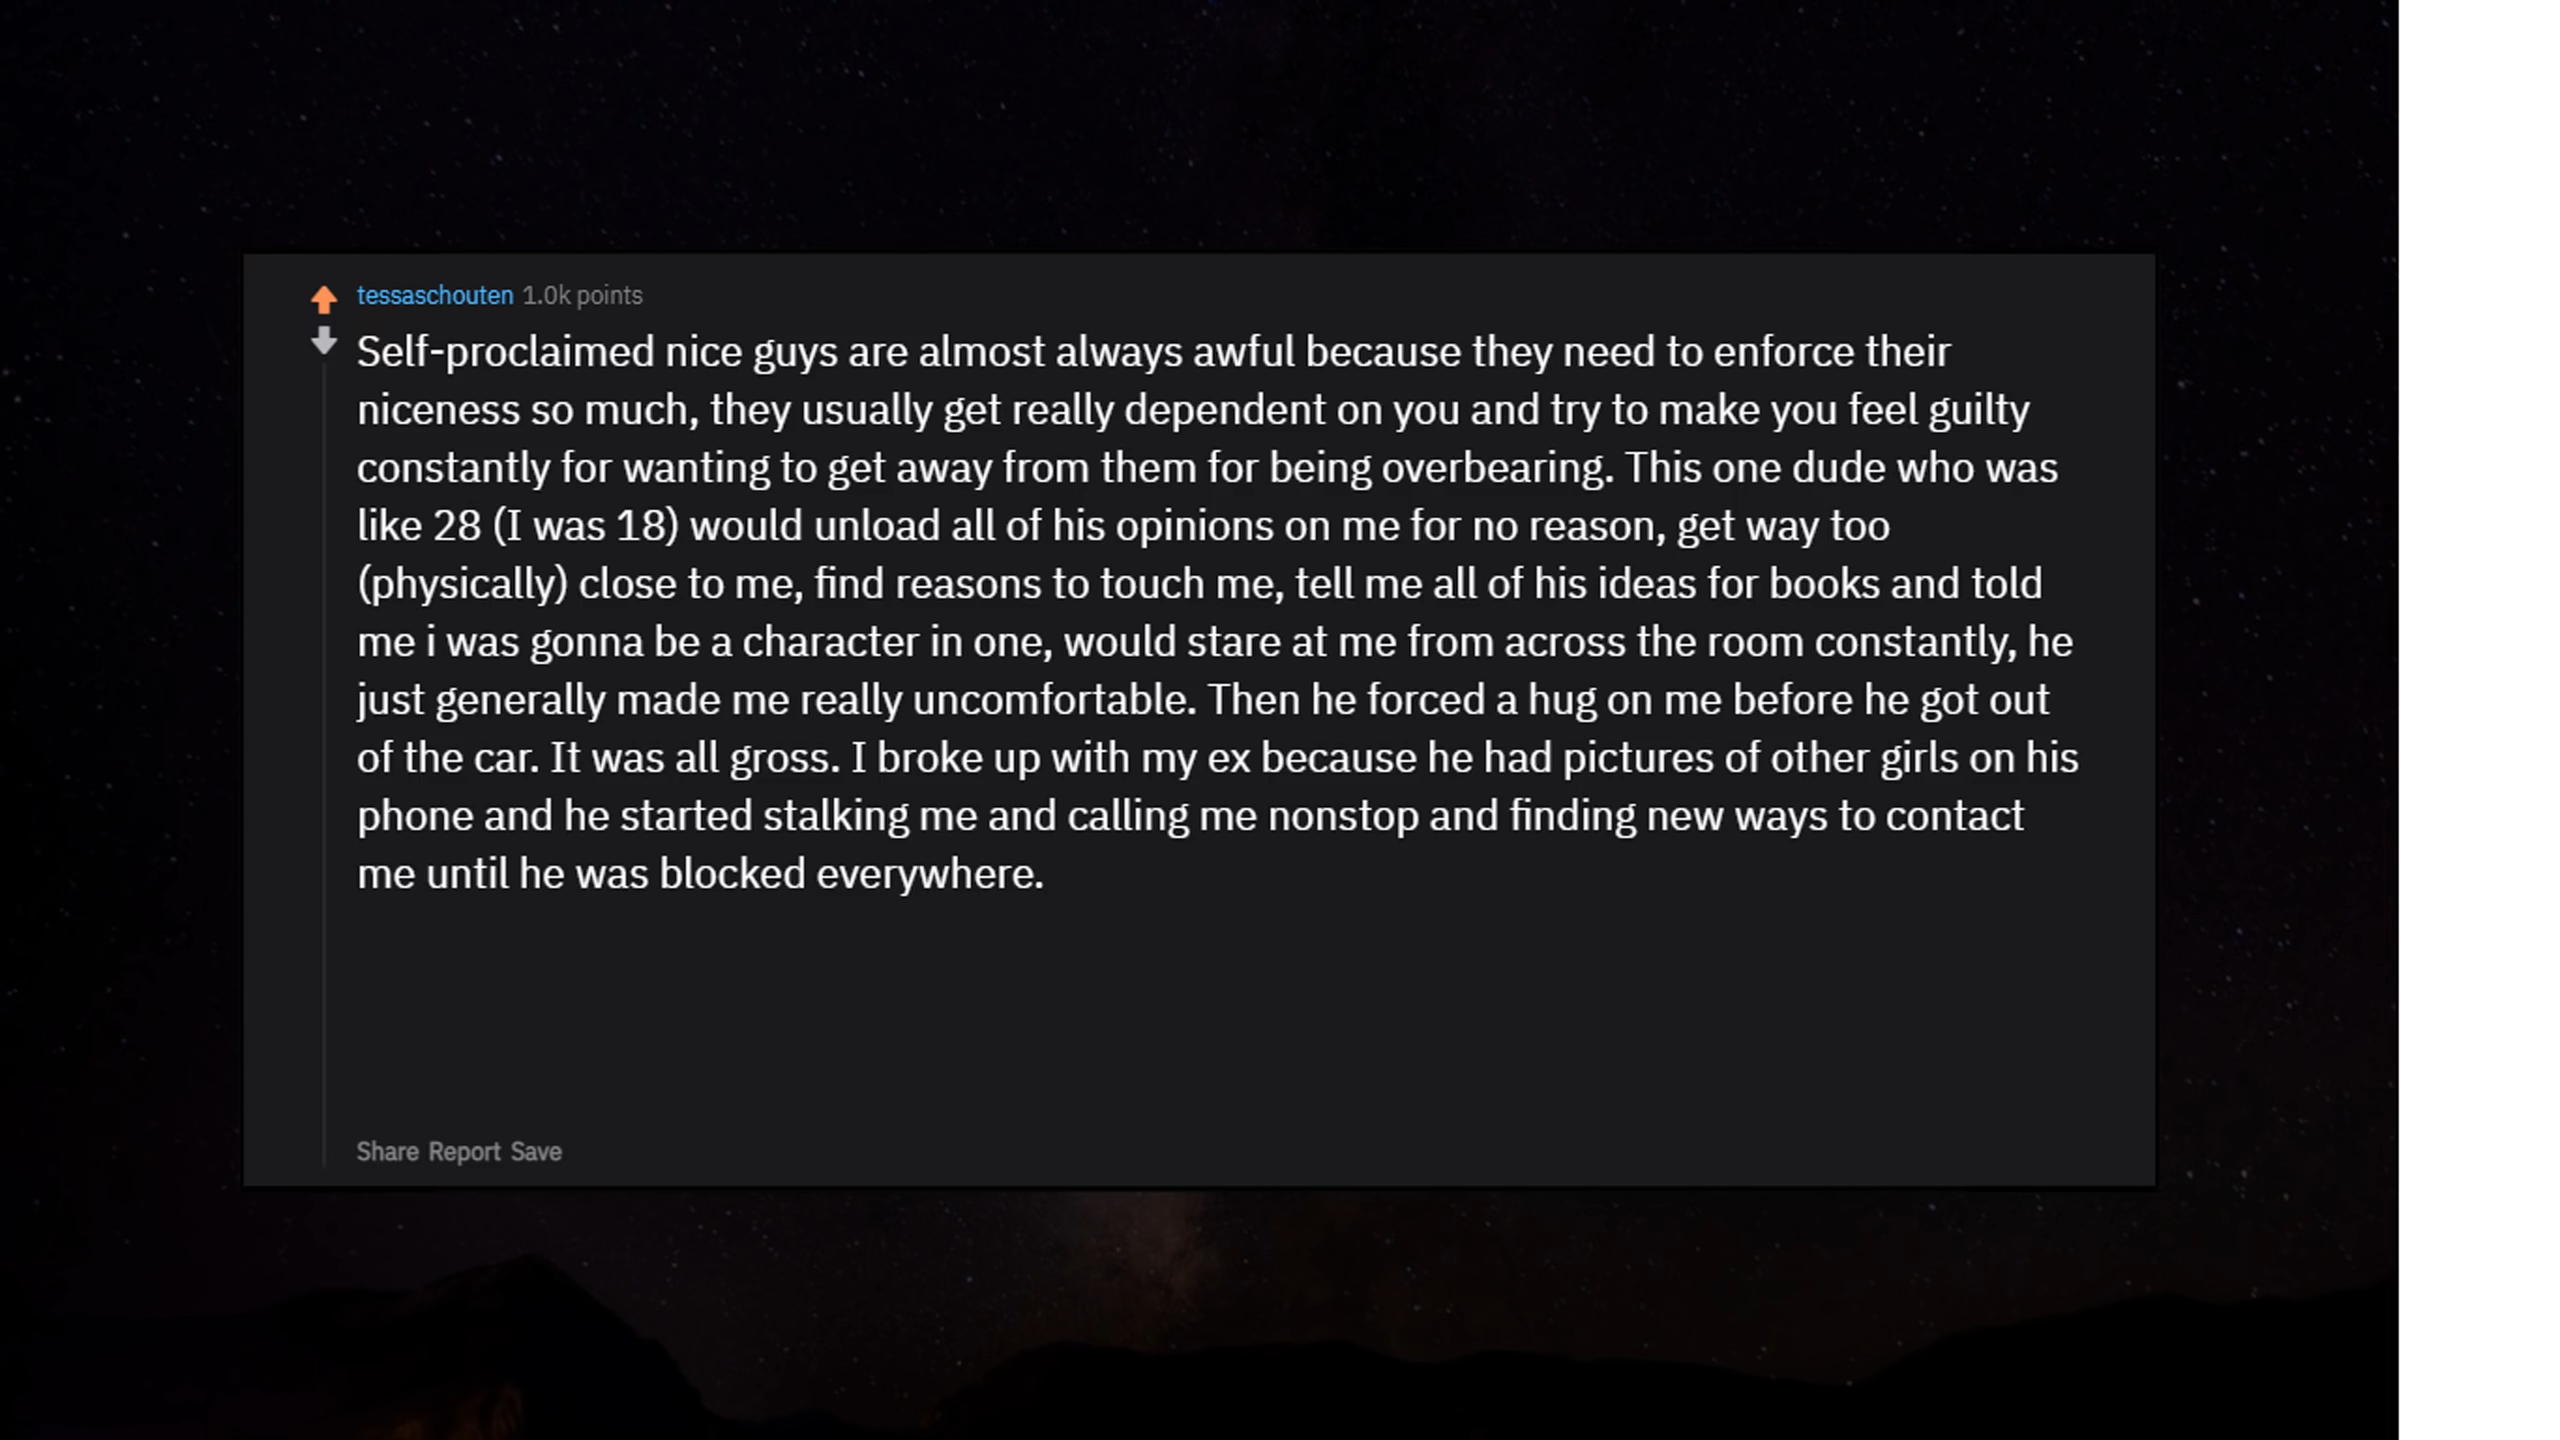 tessaschouten 1.0k points
Self-proclaimed nice guys are almost always awful because they need to enforce their
niceness so much, they usually get really dependent on you and try to make you feel guilty
constantly for wanting to get away from them for being overbearing. This one dude who was
like 28 (I was 18) would unload all of his opinions on me for no reason, get way too
(physically) close to me, find reasons to touch me, tell me all of his ideas for books and told
me i was gonna be a character in one, would stare at me from across the room constantly, he
just generally made me really uncomfortable. Then he forced a hug on me before he got out
of the car. It was all gross. I broke up with my ex because he had pictures of other girls on his
phone and he started stalking me and calling me nonstop and finding new ways to contact
me until he was blocked everywhere.
Share Report Save